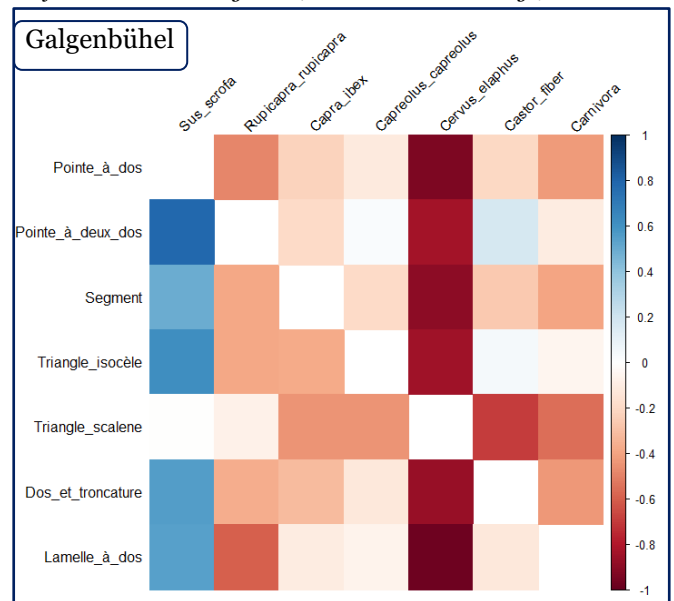 Galgenbühel
Sus_scrofa
Rupicapra_rupicapra
Capra_ibex
Capreolus_capreolus
Cervus_elaphus
Castor_fiber
Carnivora
Pointe_à_dos
Pointe_à_deux_dos
Segment
Triangle_isocèle
Triangle_scalene
Dos_et_troncature
Lamelle_à_dos
1
0.8
0.6
0.4
0.2
0
-0.2
-0.4
-0.6
-0.8
-1